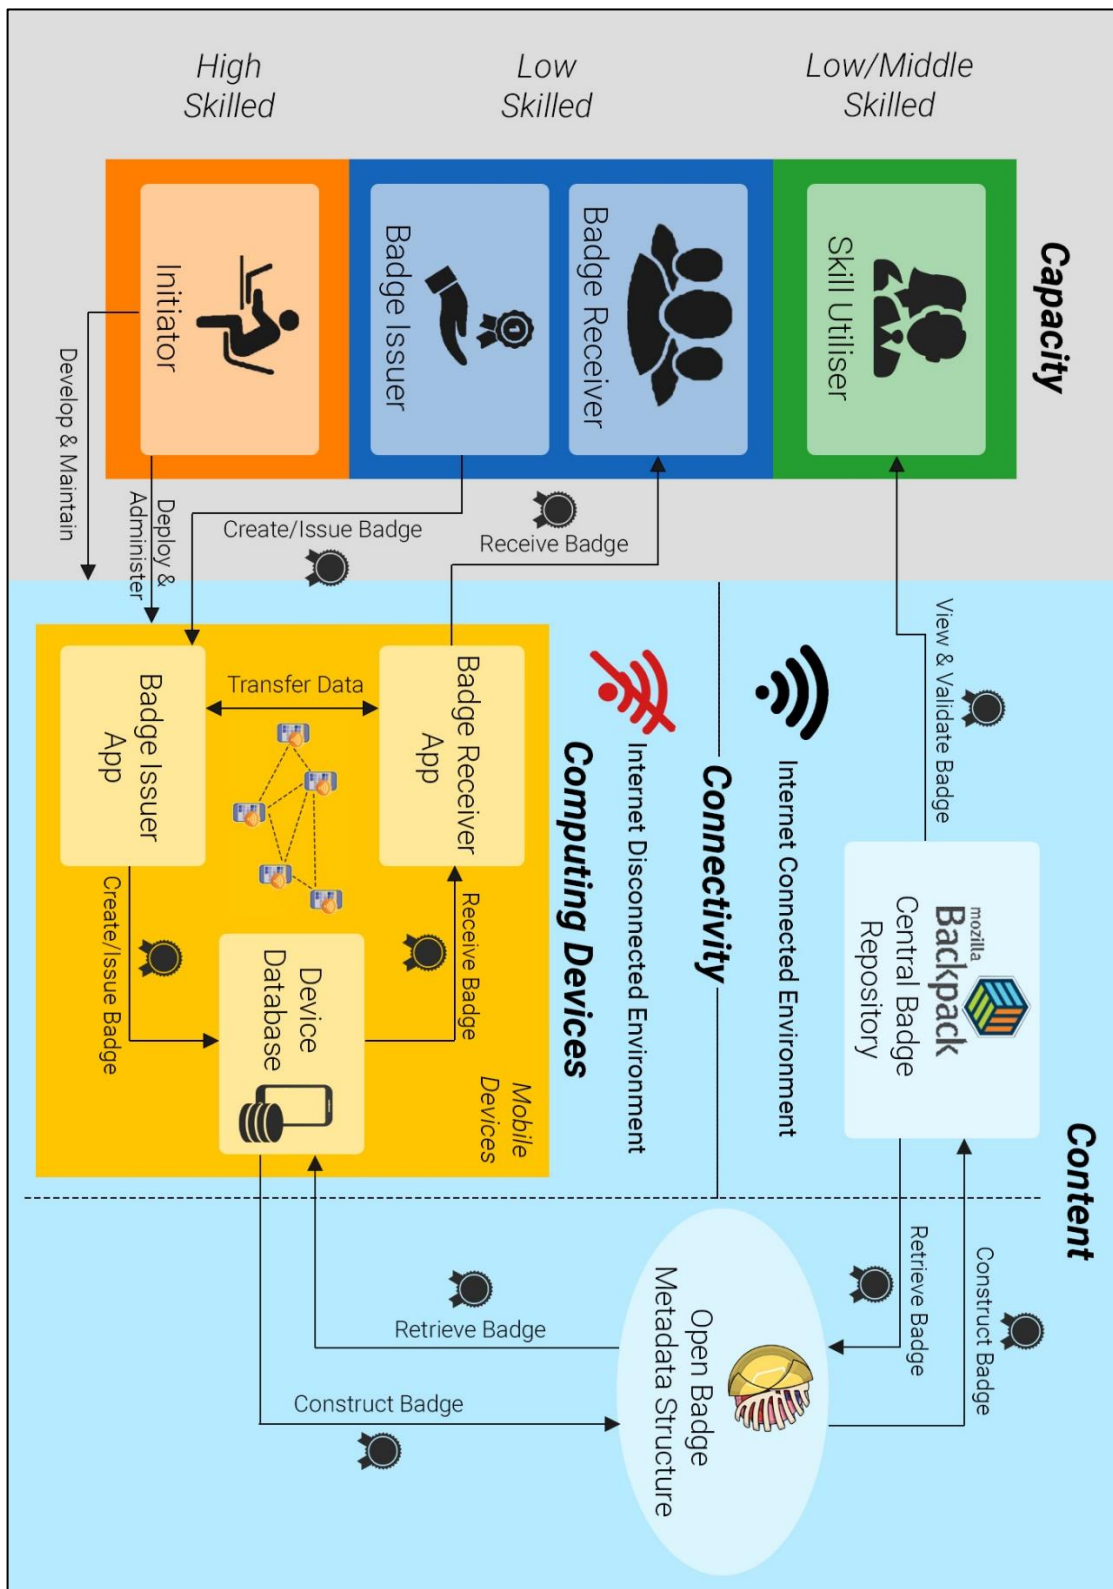 High
Skilled
Low
Skilled
Low/Middle
Skilled
Capacity
Initiator
Badge Issuer
Badge Receiver
Skill Utiliser
Develop & Maintain
Deploy &
Administer
Create/Issue Badge
Receive Badge
View & Validate Badge
Badge Issuer
App
Transfer Data
Badge Receiver
App
Create/Issue Badge
Receive Badge
Device
Database
Mobile
Devices
Computing Devices
Internet Disconnected Environment
Connectivity
Internet Connected Environment
mozilla
Backpack
Central Badge
Repository
Content
Retrieve Badge
Construct Badge
Retrieve Badge
Construct Badge
Open Badge
Metadata Structure